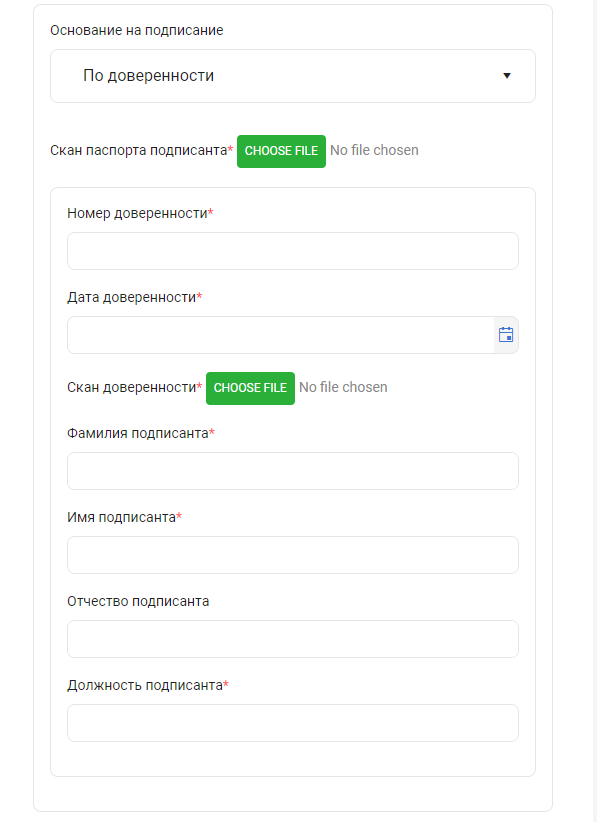 Основание на подписание
По доверенности
Скан паспорта подписанта* CHOOSE FILE No file chosen
Номер доверенности*
Дата доверенности*
Скан доверенности* CHOOSE FILE No file chosen
Фамилия подписанта*
Имя подписанта*
Отчество подписанта
Должность подписанта*